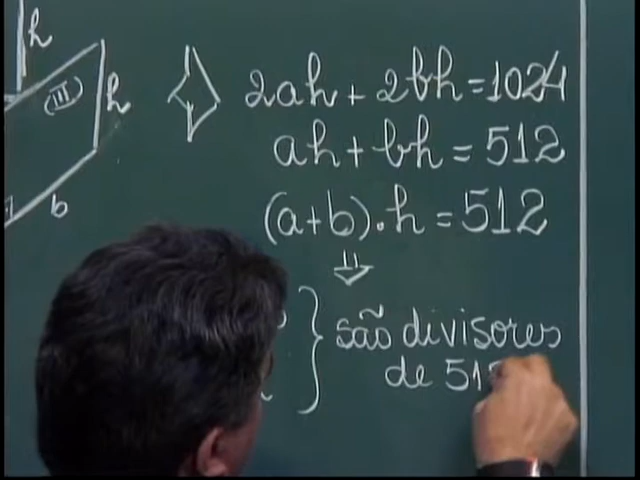 h
(III) h
b
2ah + 2bh = 1024
ah + bh = 512
(a+b).h = 512
⇓
} são divisores
de 51